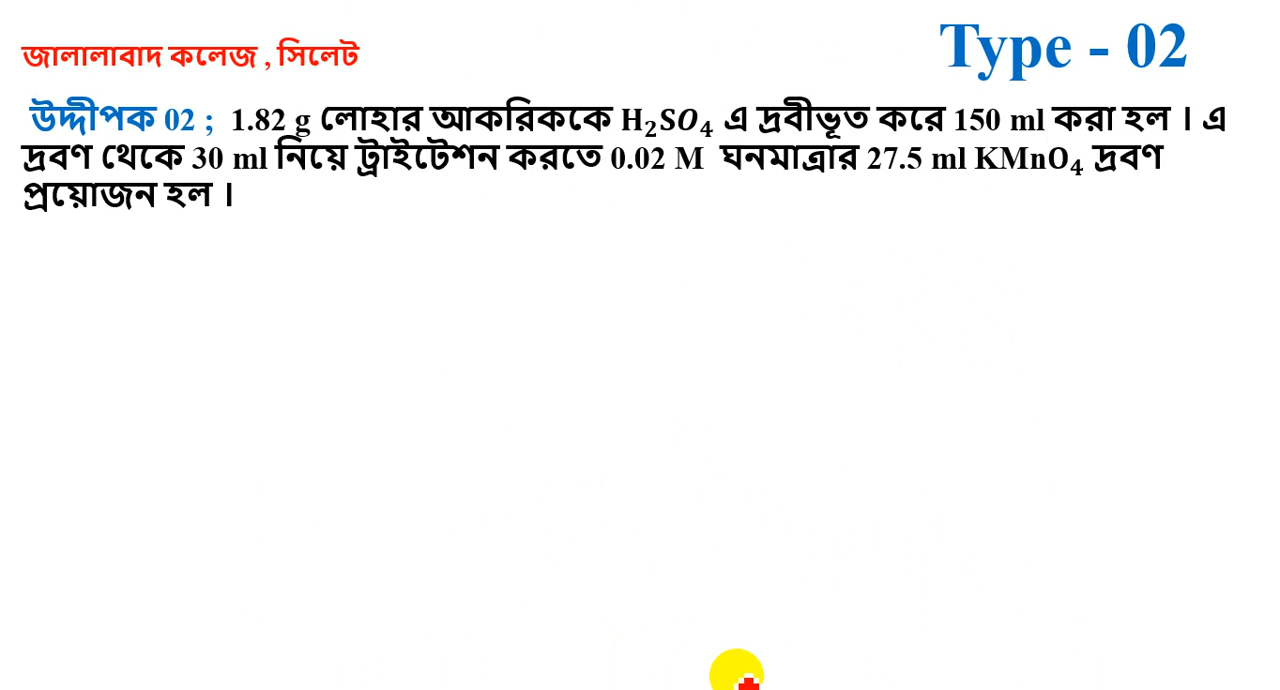 Type - 02
জালালাবাদ কলেজ , সিলেট
উদ্দীপক 02 ; 1.82 g লোহার আকরিককে H₂SO₄ এ দ্রবীভূত করে 150 ml করা হল । এ
দ্রবণ থেকে 30 ml নিয়ে ট্রাইটেশন করতে 0.02 M ঘনমাত্রার 27.5 ml KMnO₄ দ্রবণ
প্রয়োজন হল ।